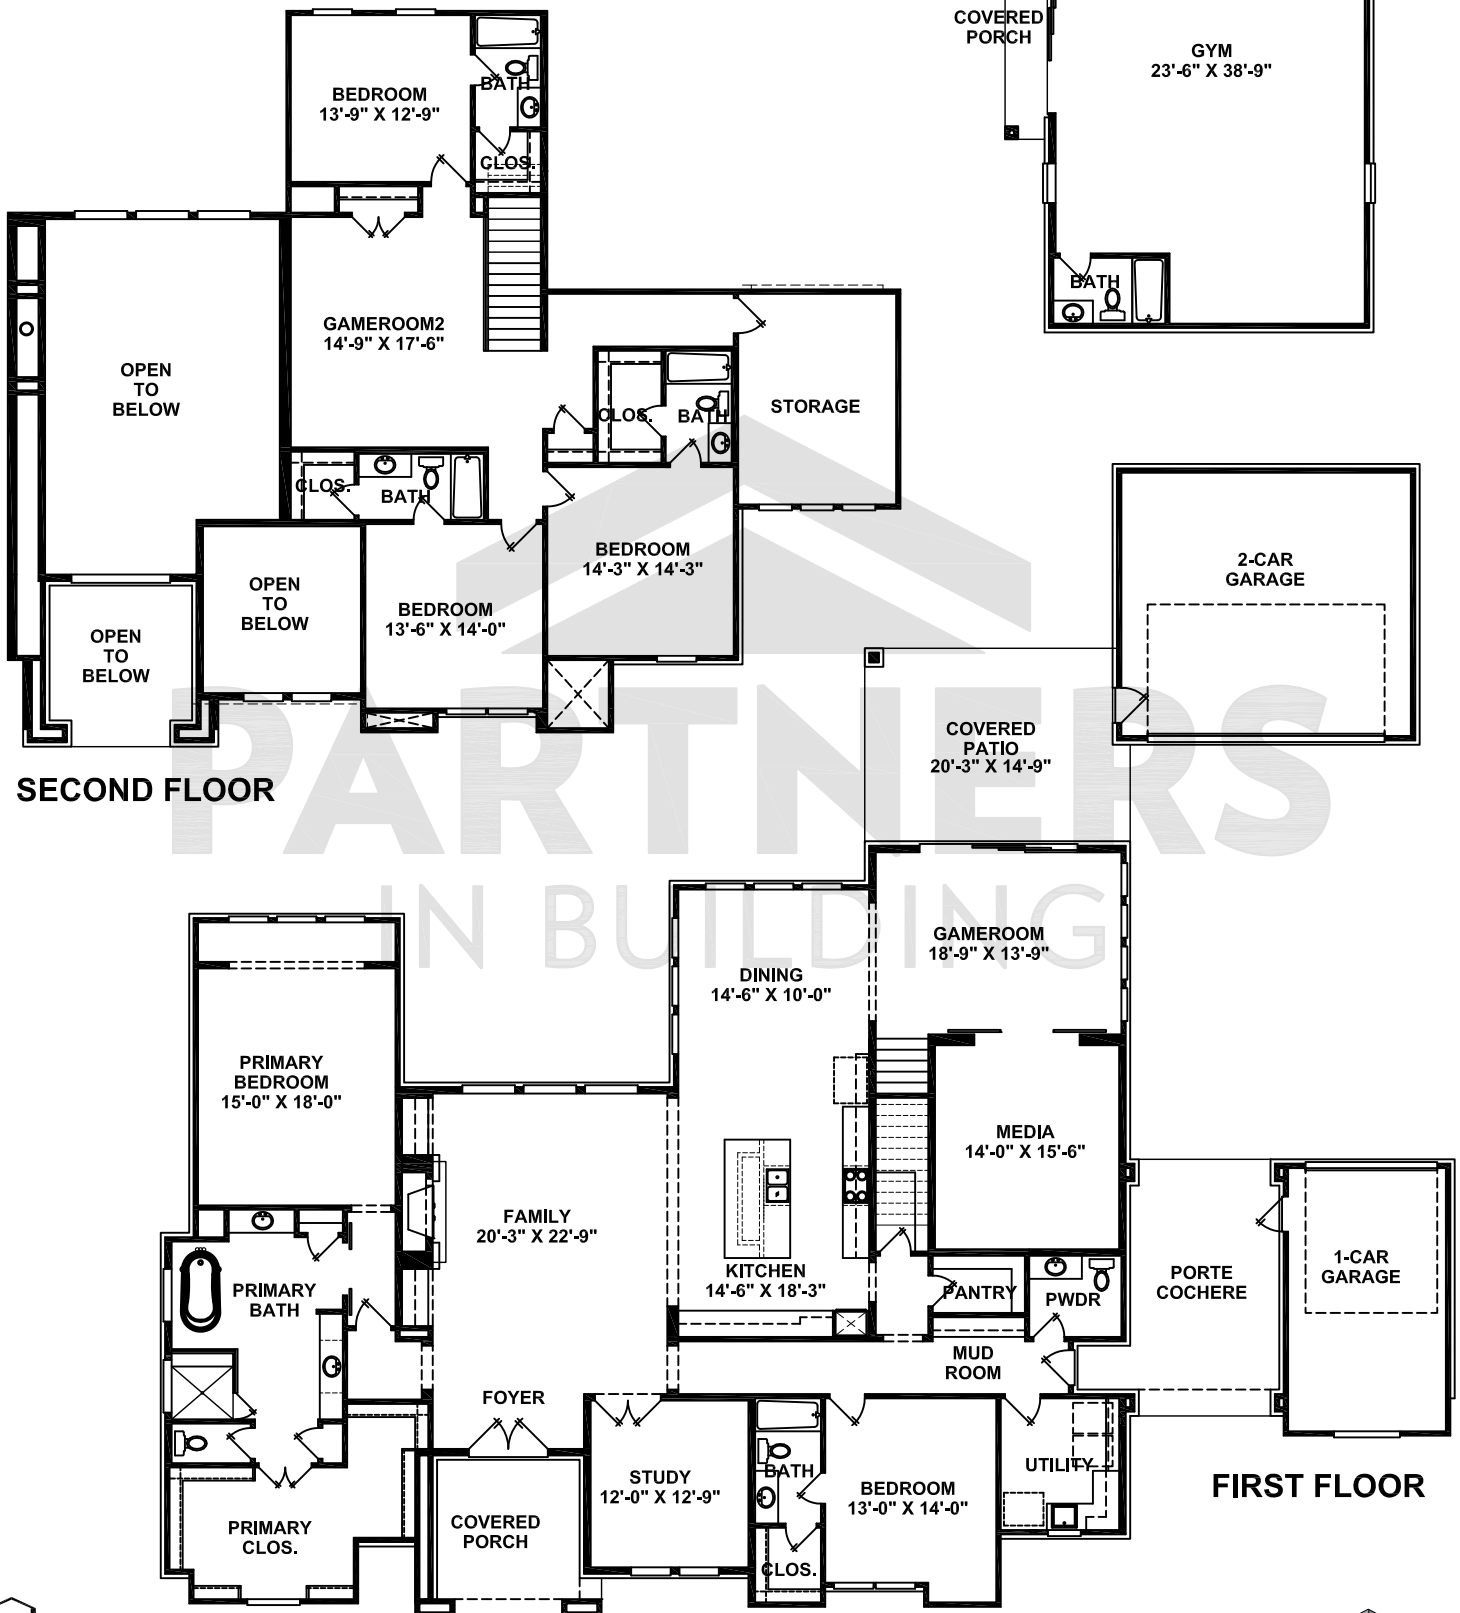 COVERED
PORCH
GYM
23'-6" X 38'-9"
BATH
BEDROOM
13'-9" X 12'-9"
BATH
CLOS.
GAMEROOM2
14'-9" X 17'-6"
OPEN
TO
BELOW
CLOS.
BATH
STORAGE
CLOS.
BATH
BEDROOM
14'-3" X 14'-3"
OPEN
TO
BELOW
BEDROOM
13'-6" X 14'-0"
OPEN
TO
BELOW
SECOND FLOOR
2-CAR
GARAGE
PARTNERS
IN BUILDING
COVERED
PATIO
20'-3" X 14'-9"
GAMEROOM
18'-9" X 13'-9"
DINING
14'-6" X 10'-0"
PRIMARY
BEDROOM
15'-0" X 18'-0"
MEDIA
14'-0" X 15'-6"
FAMILY
20'-3" X 22'-9"
KITCHEN
14'-6" X 18'-3"
PANTRY
PWDR
PORTE
COCHERE
1-CAR
GARAGE
PRIMARY
BATH
MUD
ROOM
FOYER
STUDY
12'-0" X 12'-9"
BATH
BEDROOM
13'-0" X 14'-0"
UTILITY
FIRST FLOOR
COVERED
PORCH
PRIMARY
CLOS.
CLOS.